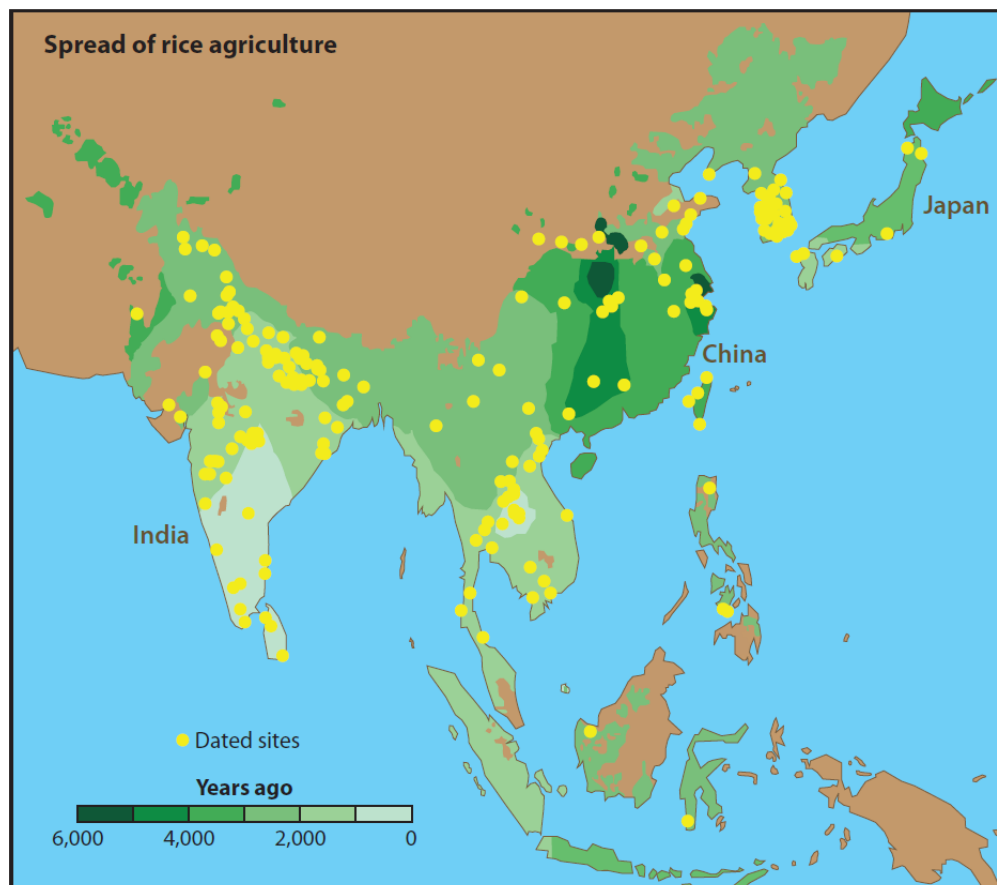 Spread of rice agriculture
Japan
China
India
Dated sites
Years ago
6,000 4,000 2,000 0